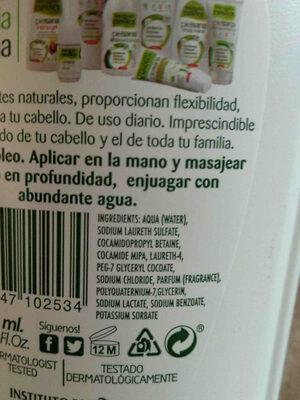 tes naturales, proporcionan flexibilidad,
a tu cabello. De uso diario. Imprescindible
do de tu cabello y el de toda tu familia.
pleo. Aplicar en la mano y masajear
en profundidad, enjuagar con
abundante agua.
INGREDIENTS: AQUA (WATER),
SODIUM LAURETH SULFATE,
COCAMIDOPROPYL BETAINE,
COCAMIDE MIPA, LAURETH-4,
PEG-7 GLYCERYL COCOATE,
SODIUM CHLORIDE, PARFUM (FRAGRANCE),
POLYQUATERNIUM-7, GLYCERIN,
SODIUM LACTATE, SODIUM BENZOATE,
POTASSIUM SORBATE
47 102534
ml. Síguenos!
Fl.Oz. 12 M
RMATOLOGIST TESTADO
TESTED DERMATOLÓGICAMENTE
INSTITUTO